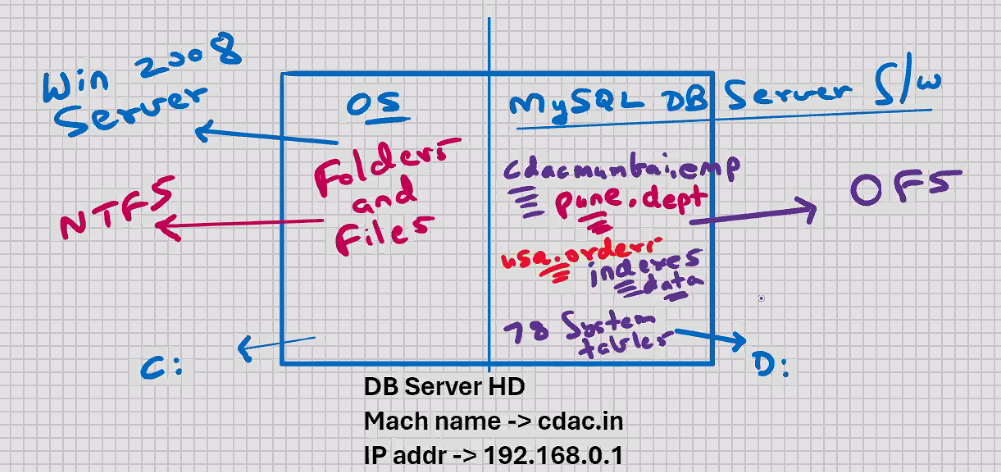 Win 2008
Server
OS
MySQL DB Server S/w
Folders
and
Files
NTFS
cdacmumbai.emp
pune.dept
OFS
usa.orders
indexes
data
78 System
tables
C:
D:
DB Server HD
Mach name -> cdac.in
IP addr -> 192.168.0.1